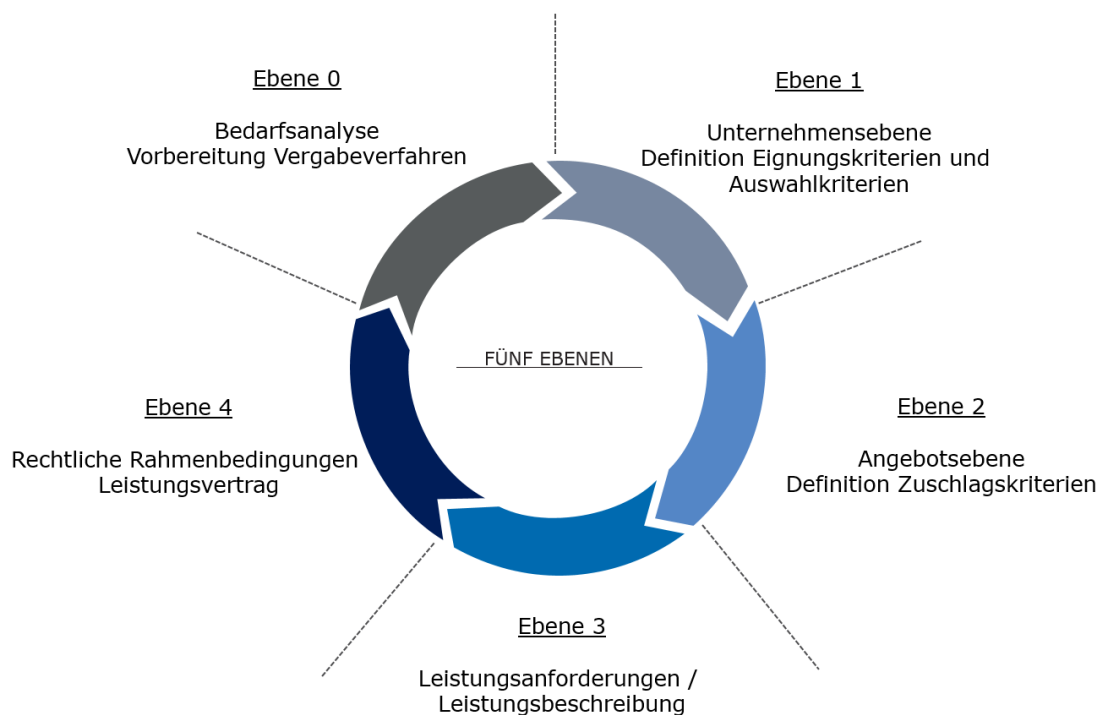 Ebene 0
Bedarfsanalyse
Vorbereitung Vergabeverfahren
Ebene 1
Unternehmensebene
Definition Eignungskriterien und
Auswahlkriterien
FÜNF EBENEN
Ebene 2
Angebotsebene
Definition Zuschlagskriterien
Ebene 3
Leistungsanforderungen /
Leistungsbeschreibung
Ebene 4
Rechtliche Rahmenbedingungen
Leistungsvertrag